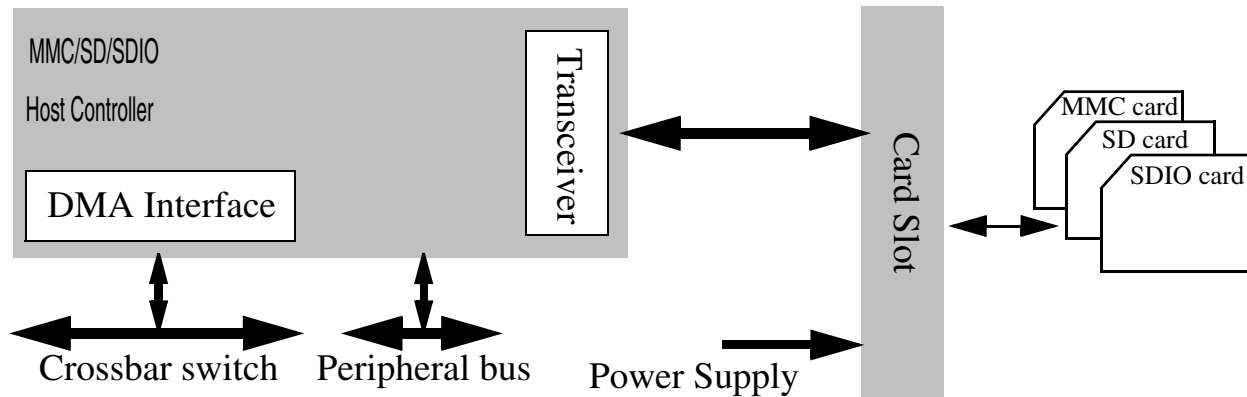 MMC/SD/SDIO
Host Controller
DMA Interface
Transceiver
Card Slot
MMC card
SD card
SDIO card
Crossbar switch
Peripheral bus
Power Supply